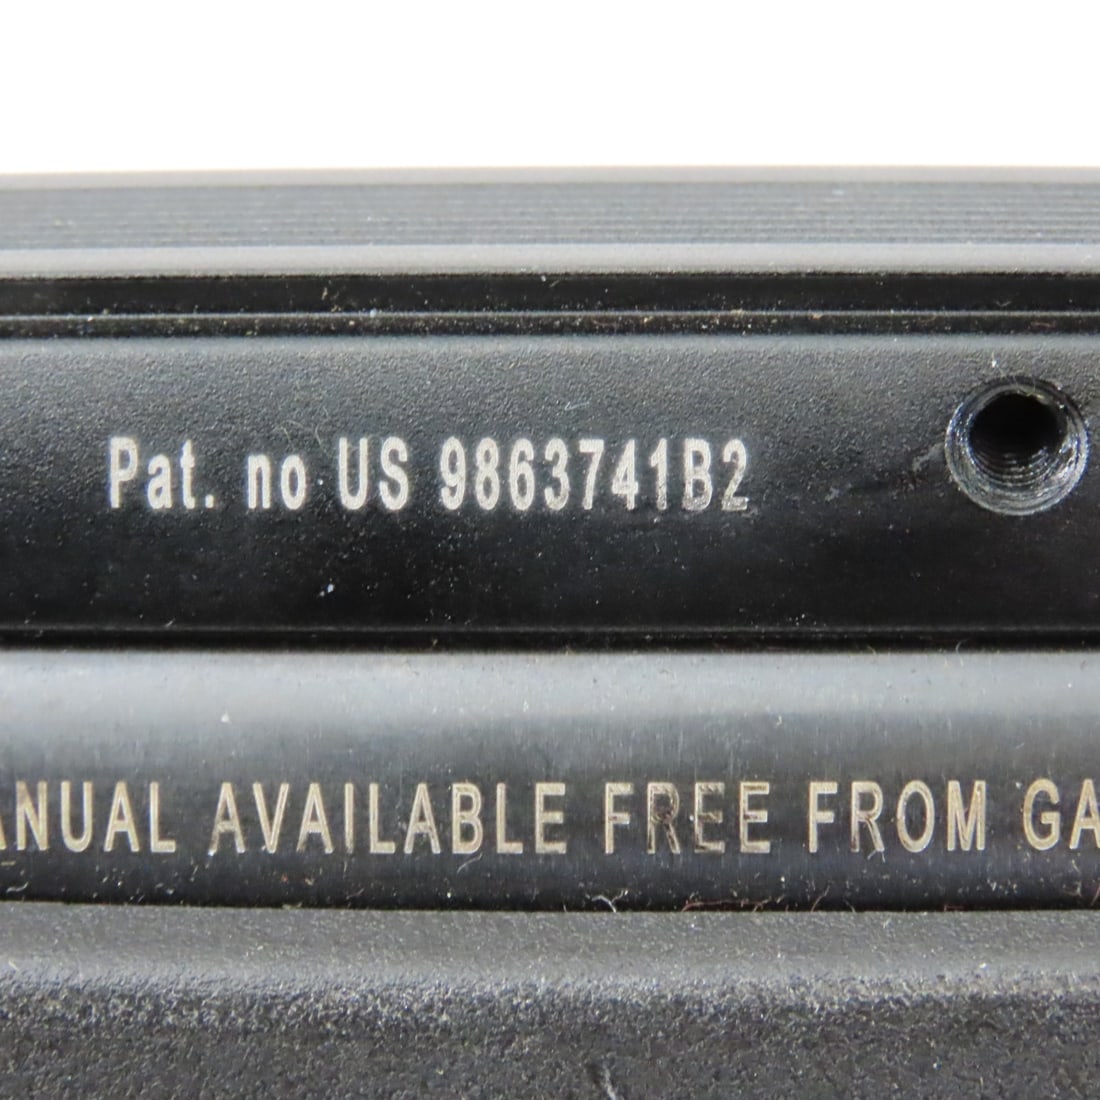 Pat. no US 9863741B2
ANUAL AVAILABLE FREE FROM GA